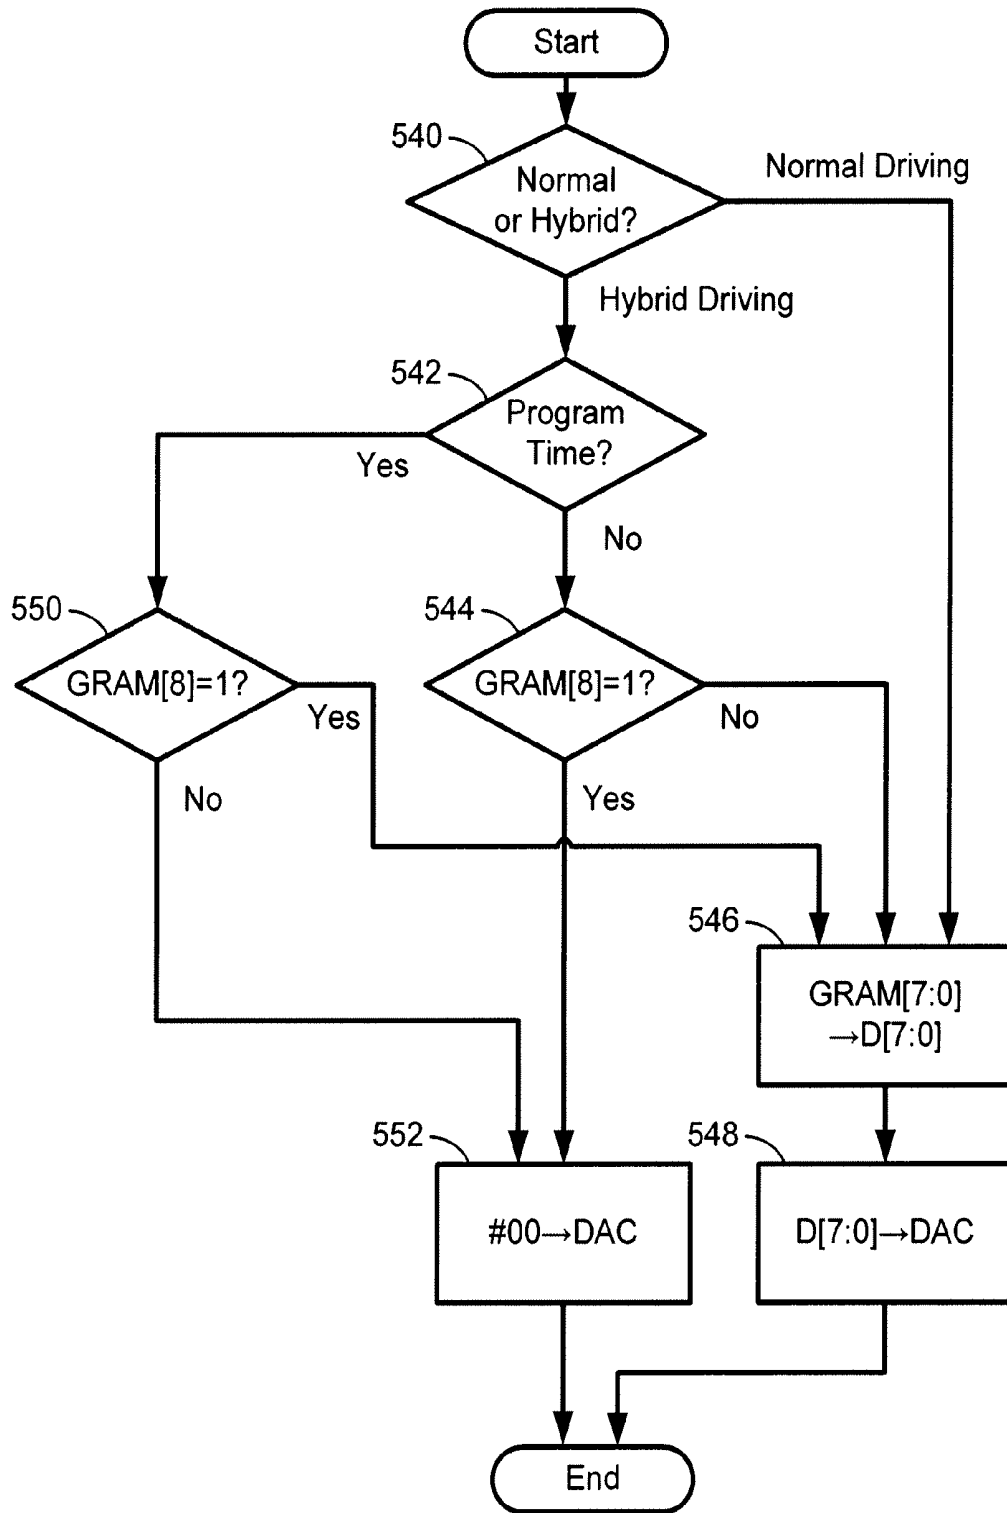 Start
540
Normal
or Hybrid?
Normal Driving
Hybrid Driving
542
Program
Time?
Yes
No
550
GRAM[8]=1?
Yes
No
544
GRAM[8]=1?
No
Yes
546
GRAM[7:0]
→D[7:0]
552
#00→DAC
548
D[7:0]→DAC
End